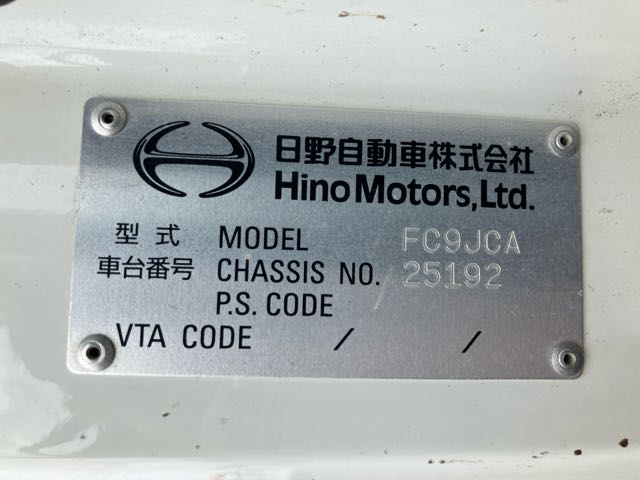 日野自動車株式会社
Hino Motors, Ltd.
型式 MODEL FC9JCA
車台番号 CHASSIS NO. 25192
P.S. CODE
VTA CODE / /